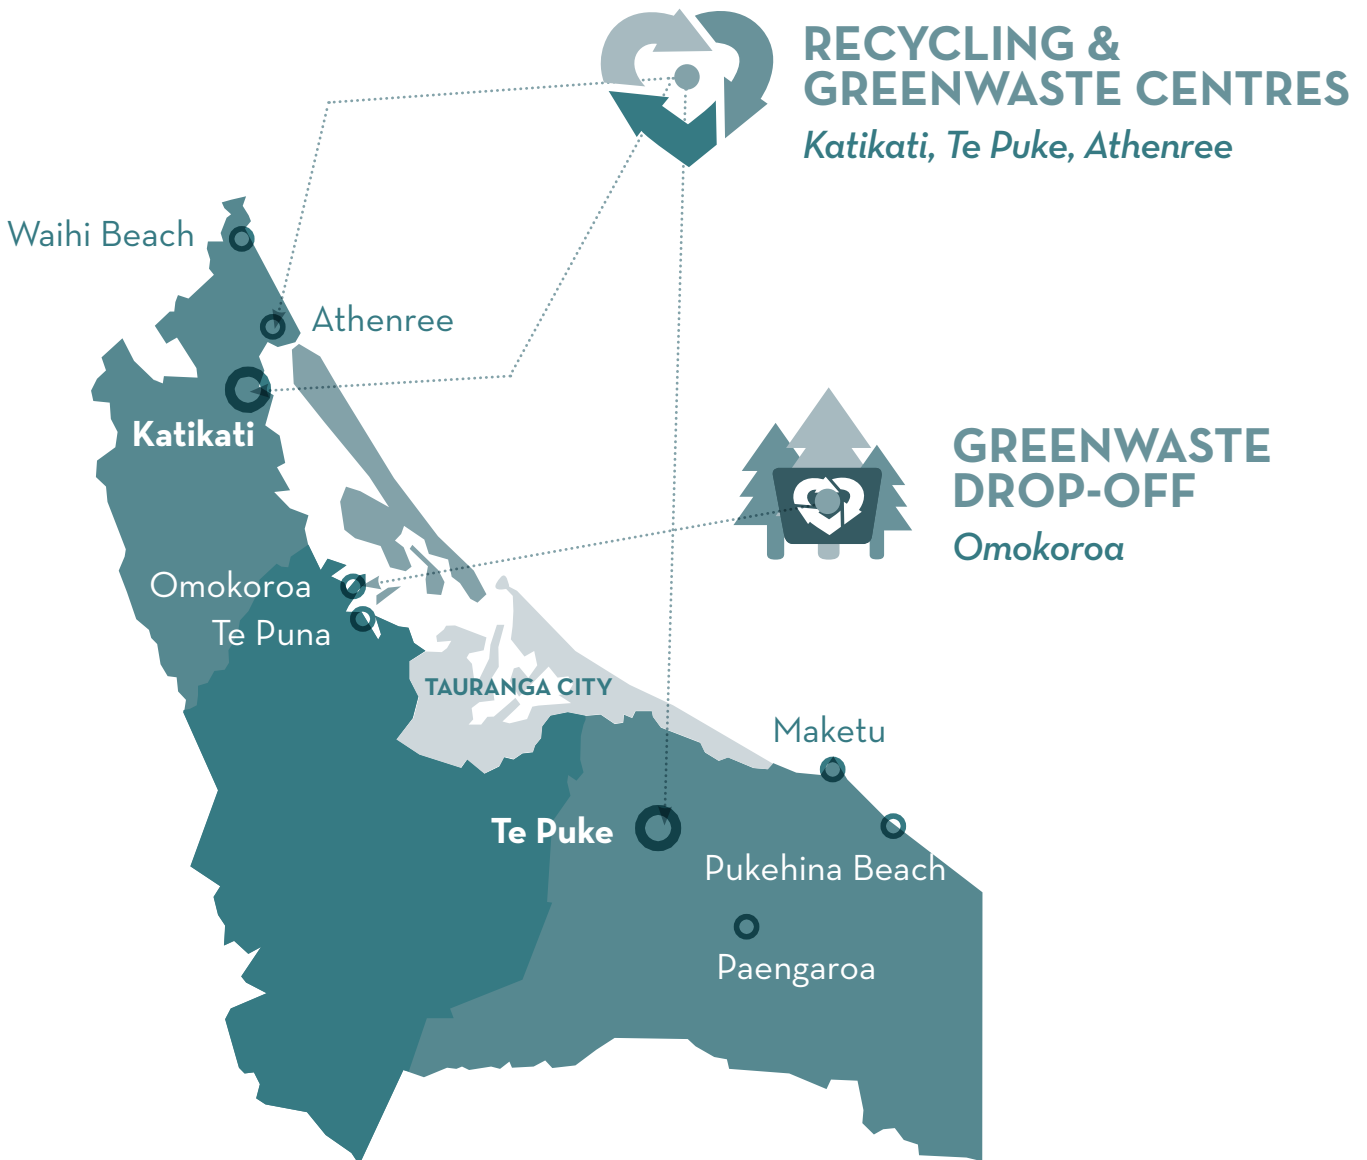 RECYCLING &
GREENWASTE CENTRES
Katikati, Te Puke, Athenree
Waihi Beach
Athenree
Katikati
GREENWASTE
DROP-OFF
Omokoroa
Omokoroa
Te Puna
TAURANGA CITY
Maketu
Te Puke
Pukehina Beach
Paengaroa